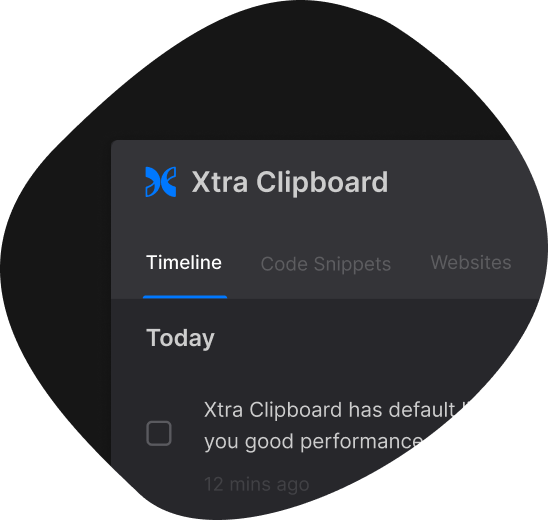 Xtra Clipboard
Timeline Code Snippets Websites
Today
Xtra Clipboard has default
you good performance
12 mins ago